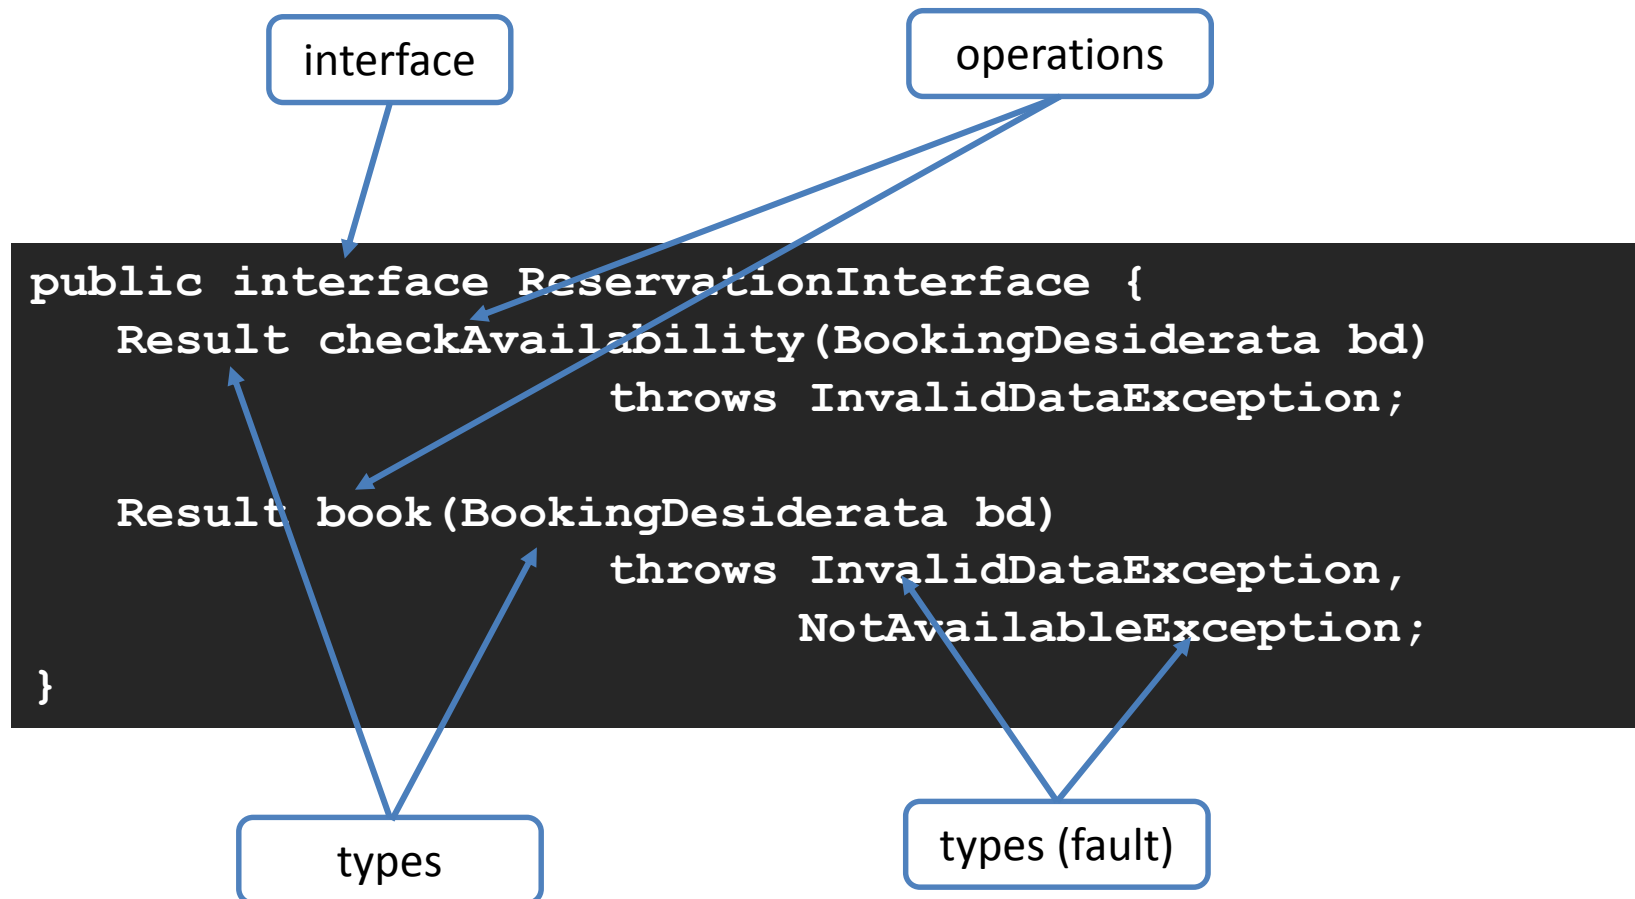 interface
operations
public interface ReservationInterface {
Result checkAvailability(BookingDesiderata bd)
throws InvalidDataException;
Result book(BookingDesiderata bd)
throws InvalidDataException,
NotAvailableException;
}
types
types (fault)